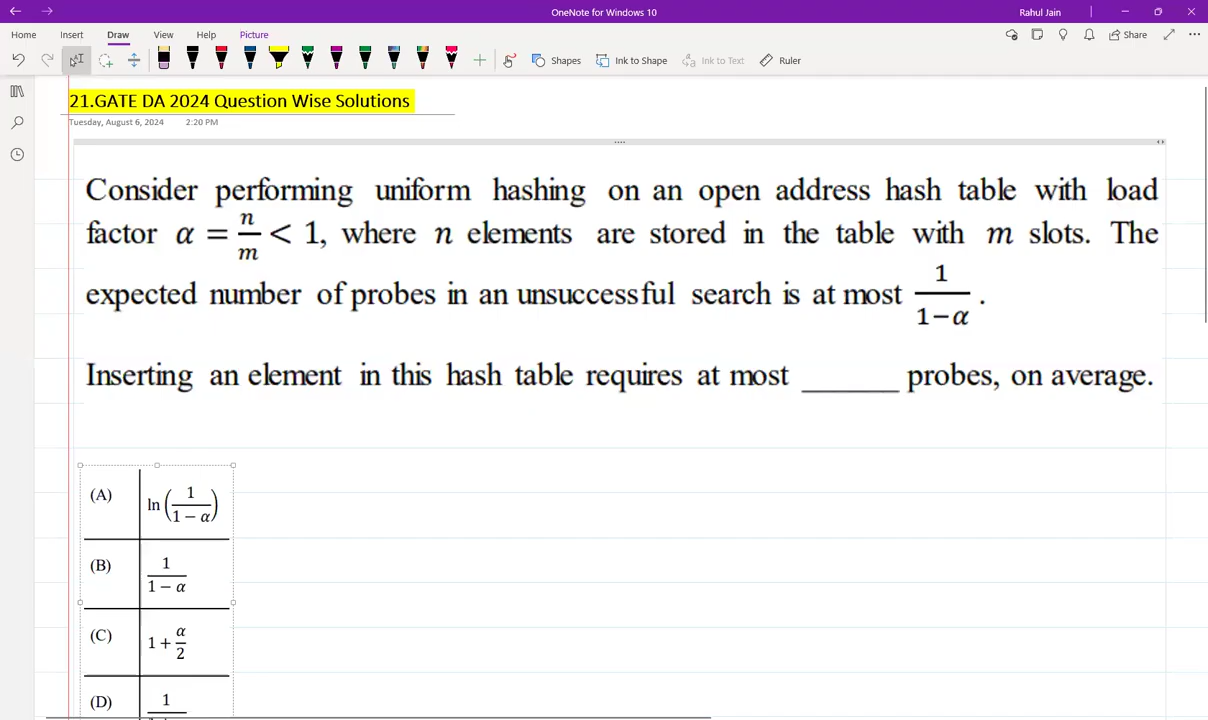 OneNote for Windows 10
Rahul Jain
Home Insert Draw View Help Picture
Share
Shapes Ink to Shape Ink to Text Ruler
21.GATE DA 2024 Question Wise Solutions
Tuesday, August 6, 2024 2:20 PM
Consider performing uniform hashing on an open address hash table with load
factor α = n/m < 1, where n elements are stored in the table with m slots. The
expected number of probes in an unsuccessful search is at most 1/(1−α) .
Inserting an element in this hash table requires at most ______ probes, on average.
(A) ln (1/(1 − α))
(B) 1/(1 − α)
(C) 1 + α/2
(D) 1